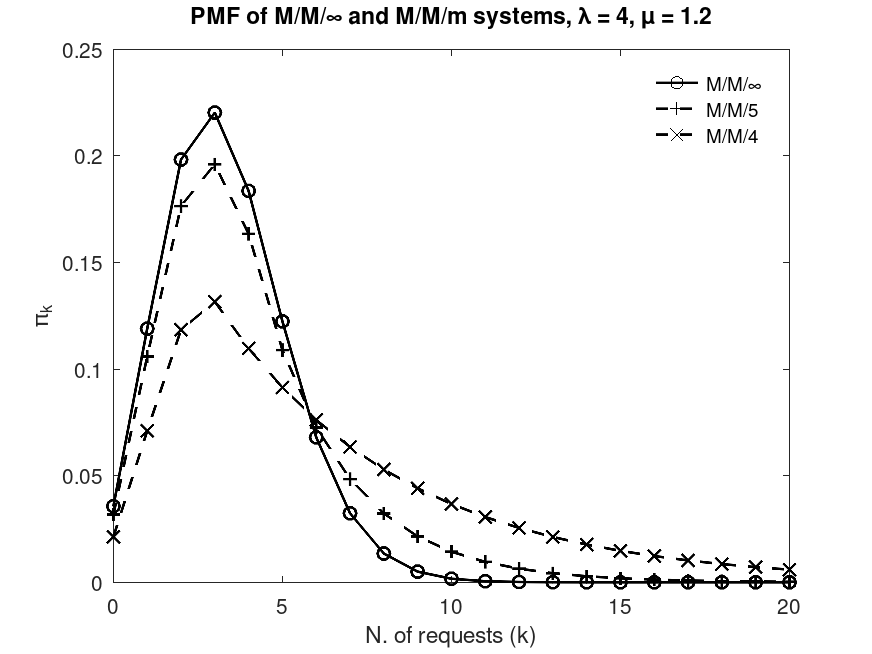 PMF of M/M/∞ and M/M/m systems, λ = 4, μ = 1.2
0.25
0.2
0.15
0.1
0.05
0
πk
M/M/∞
M/M/5
M/M/4
0 5 10 15 20
N. of requests (k)